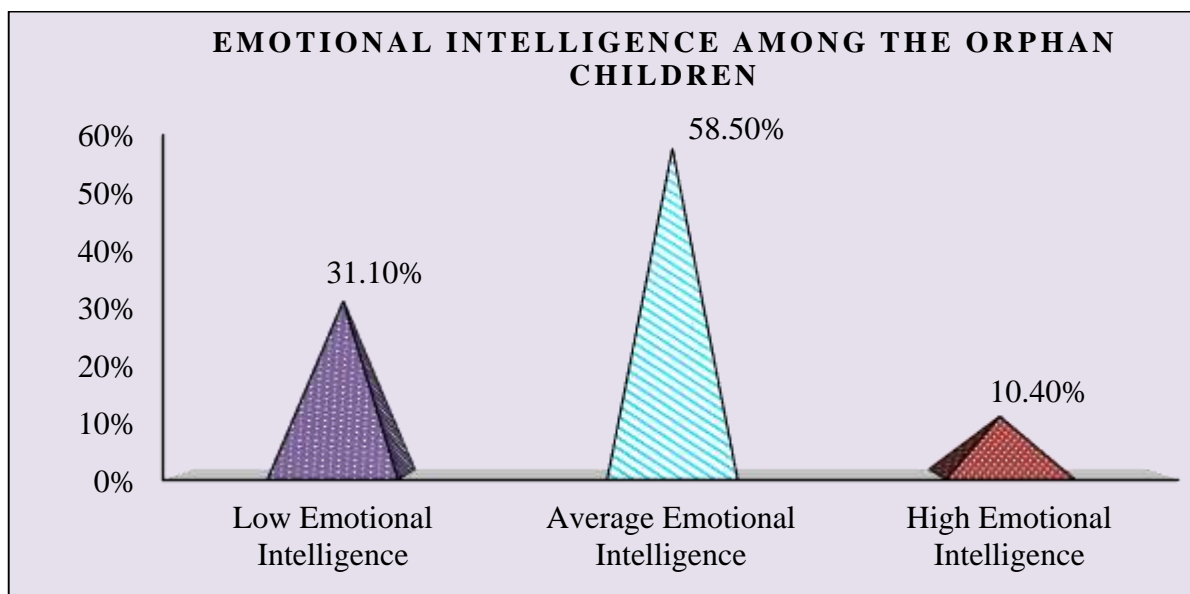 EMOTIONAL INTELLIGENCE AMONG THE ORPHAN
CHILDREN
60%
50%
40%
30%
20%
10%
0%
31.10%
58.50%
10.40%
Low Emotional
Intelligence
Average Emotional
Intelligence
High Emotional
Intelligence